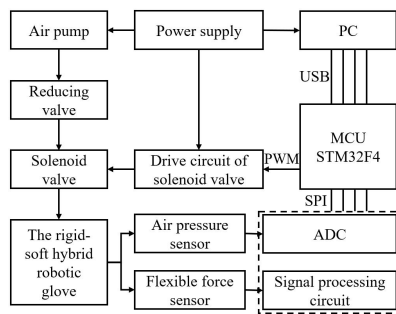 Air pump
Power supply
PC
USB
Reducing
valve
MCU
STM32F4
Solenoid
valve
Drive circuit of
solenoid valve
PWM
SPI
The rigid-
soft hybrid
robotic
glove
Air pressure
sensor
ADC
Flexible force
sensor
Signal processing
circuit